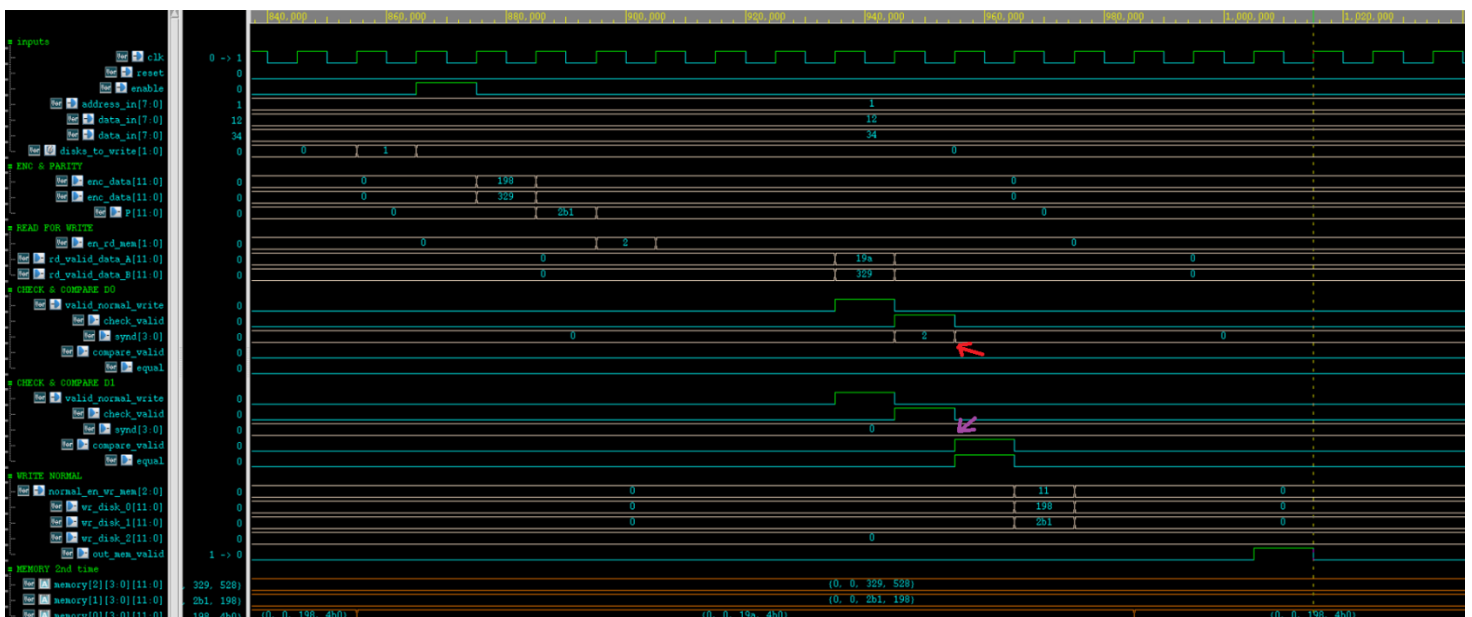 840,000 860,000 880,000 900,000 920,000 940,000 960,000 980,000 1,000,000 1,020,000
inputs
clk 0 -> 1
reset 0
enable 0
address_in[7:0] 1 1
data_in[7:0] 12 12
data_in[7:0] 34 34
disks_to_write[1:0] 0 0 1 0
ENC & PARITY
enc_data[11:0] 0 0 198 0
enc_data[11:0] 0 0 329 0
P[11:0] 0 0 2b1 0
READ FOR WRITE
en_rd_mem[1:0] 0 0 2 0
rd_valid_data_A[11:0] 0 0 19a 0
rd_valid_data_B[11:0] 0 0 329 0
CHECK & COMPARE D0
valid_normal_write 0
check_valid 0
synd[3:0] 0 0 2 0
compare_valid 0
equal 0
CHECK & COMPARE D1
valid_normal_write 0
check_valid 0
synd[3:0] 0 0
compare_valid 0
equal 0
WRITE NORMAL
normal_en_wr_mem[2:0] 0 0 11 0
wr_disk_0[11:0] 0 0 198 0
wr_disk_1[11:0] 0 0 2b1 0
wr_disk_2[11:0] 0 0
out_mem_valid 1 -> 0
MEMORY 2nd time
memory[2][3:0][11:0] , 329, 528) (0, 0, 329, 528)
memory[1][3:0][11:0] 2b1, 198) (0, 0, 2b1, 198)
memory[0][3:0][11:0] 198, 4b0) (0, 0, 198, 4b0) (0, 0, 19a, 4b0) (0, 0, 198, 4b0)